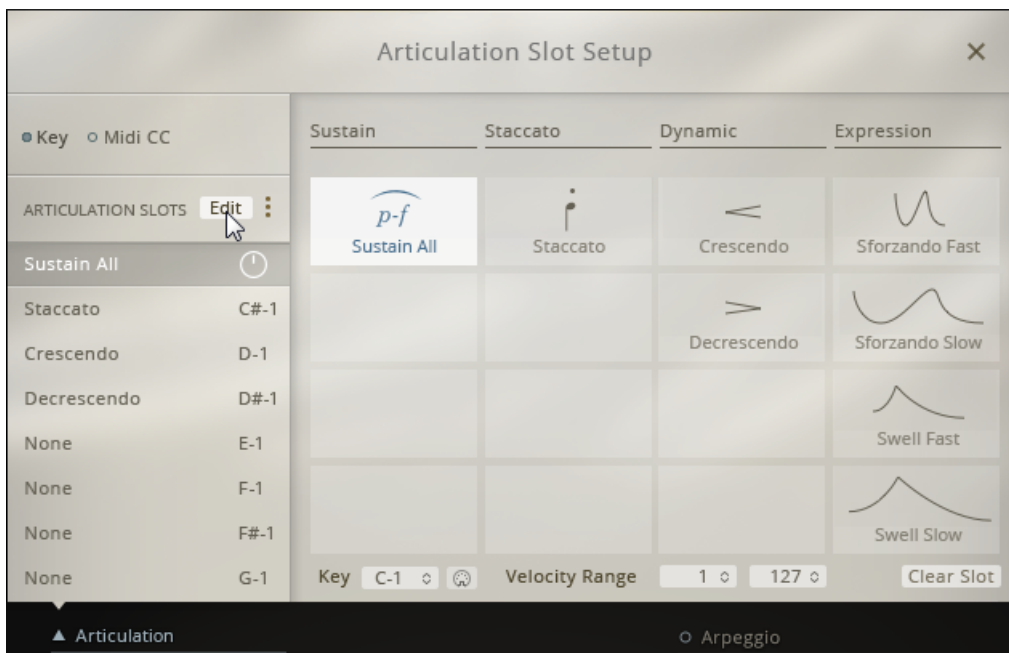 Articulation Slot Setup
Key Midi CC
ARTICULATION SLOTS Edit
Sustain All
Staccato C#-1
Crescendo D-1
Decrescendo D#-1
None E-1
None F-1
None F#-1
None G-1
Sustain Staccato Dynamic Expression
p-f
Sustain All Staccato Crescendo Sforzando Fast
Decrescendo Sforzando Slow
Swell Fast
Swell Slow
Key C-1 Velocity Range 1 127 Clear Slot
Articulation Arpeggio